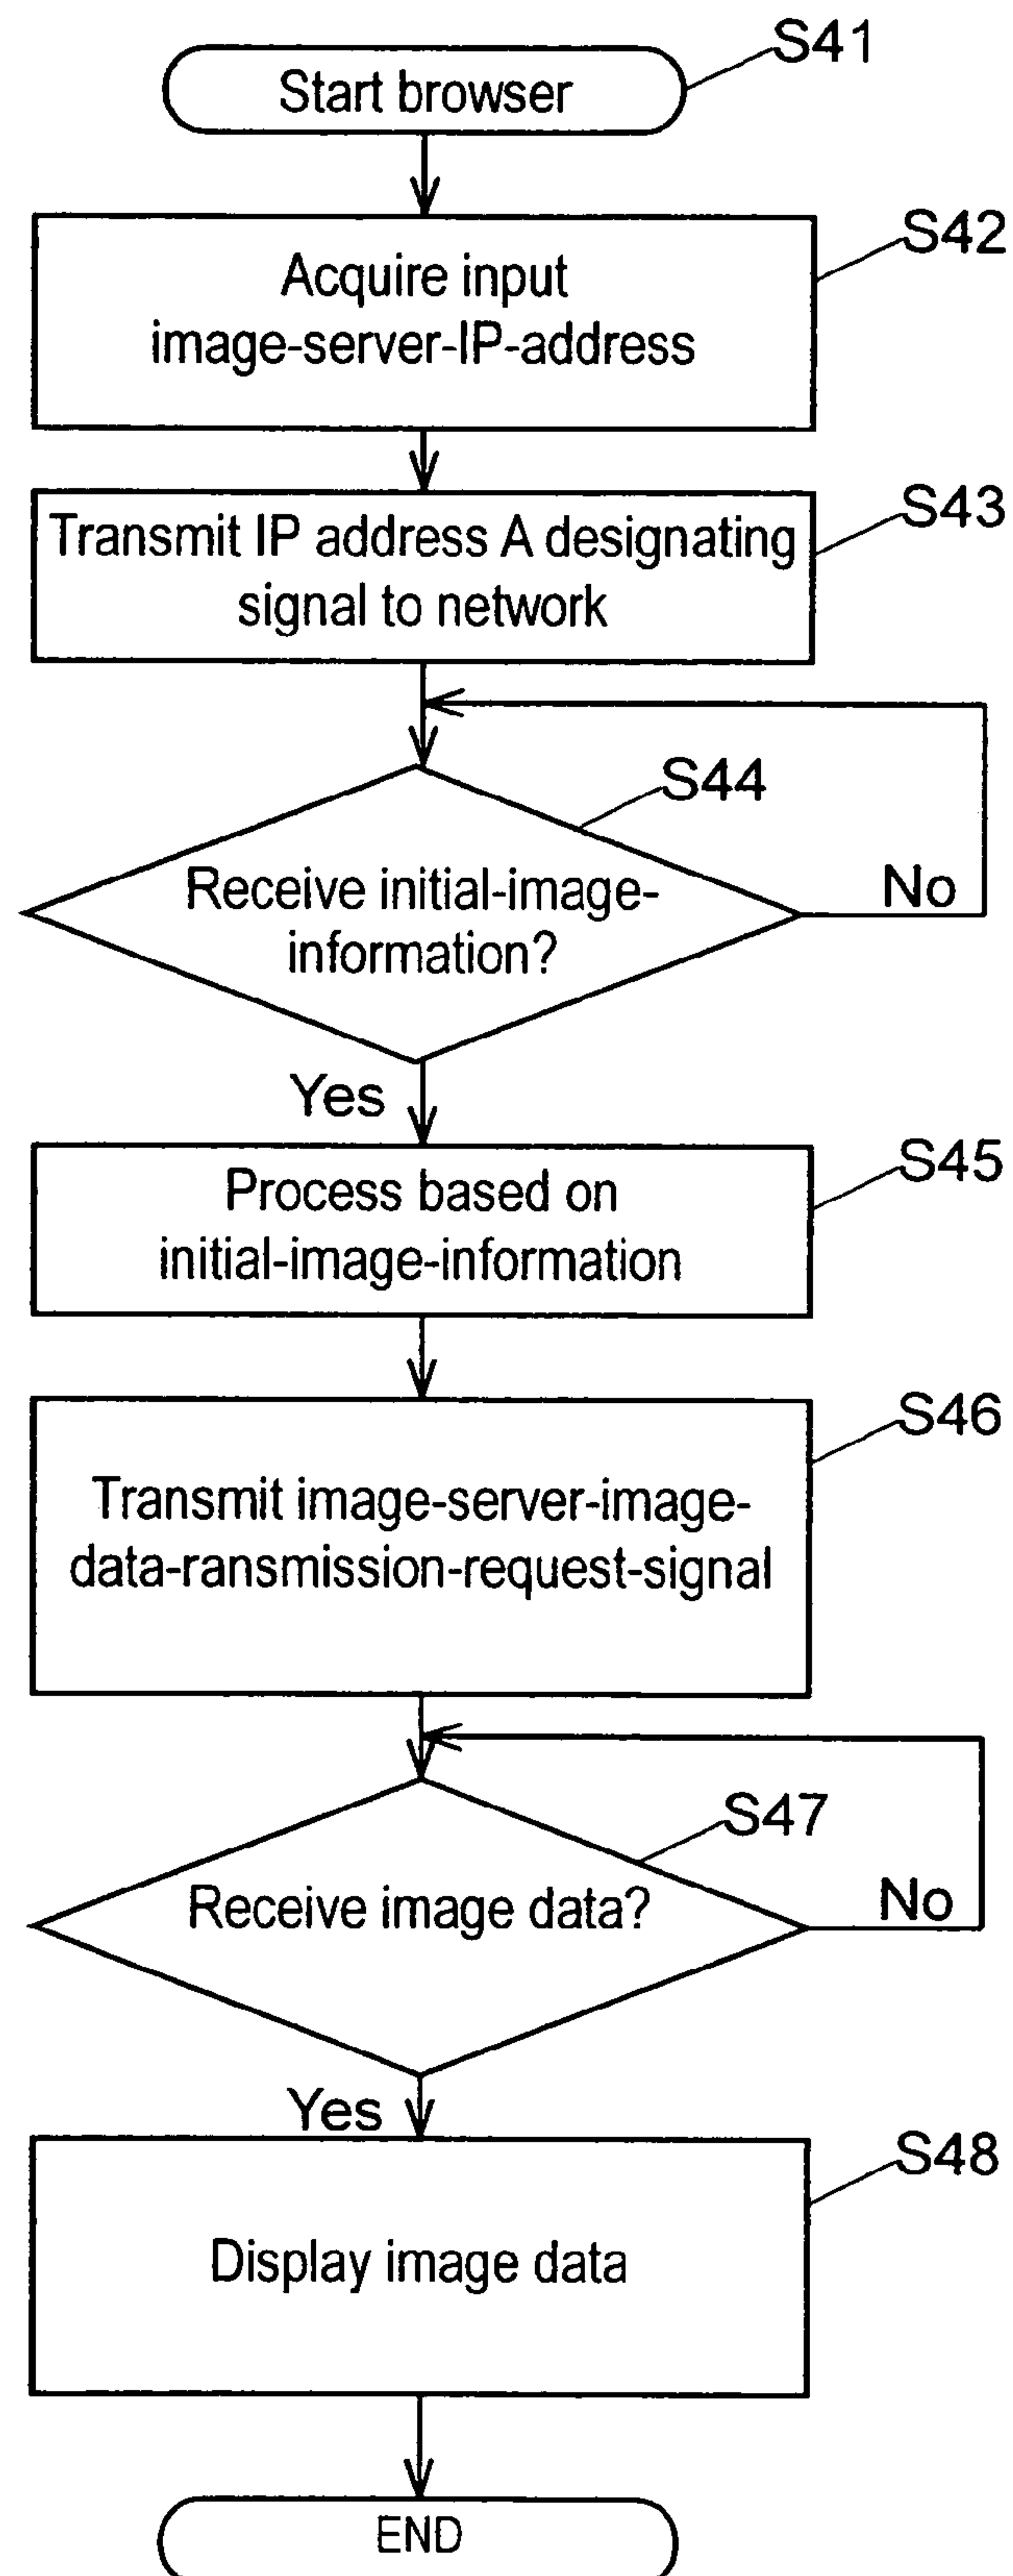 S41
Start browser
S42
Acquire input
image-server-IP-address
S43
Transmit IP address A designating
signal to network
S44
Receive initial-image-
information?
No
Yes
S45
Process based on
initial-image-information
S46
Transmit image-server-image-
data-ransmission-request-signal
S47
Receive image data?
No
Yes
S48
Display image data
END